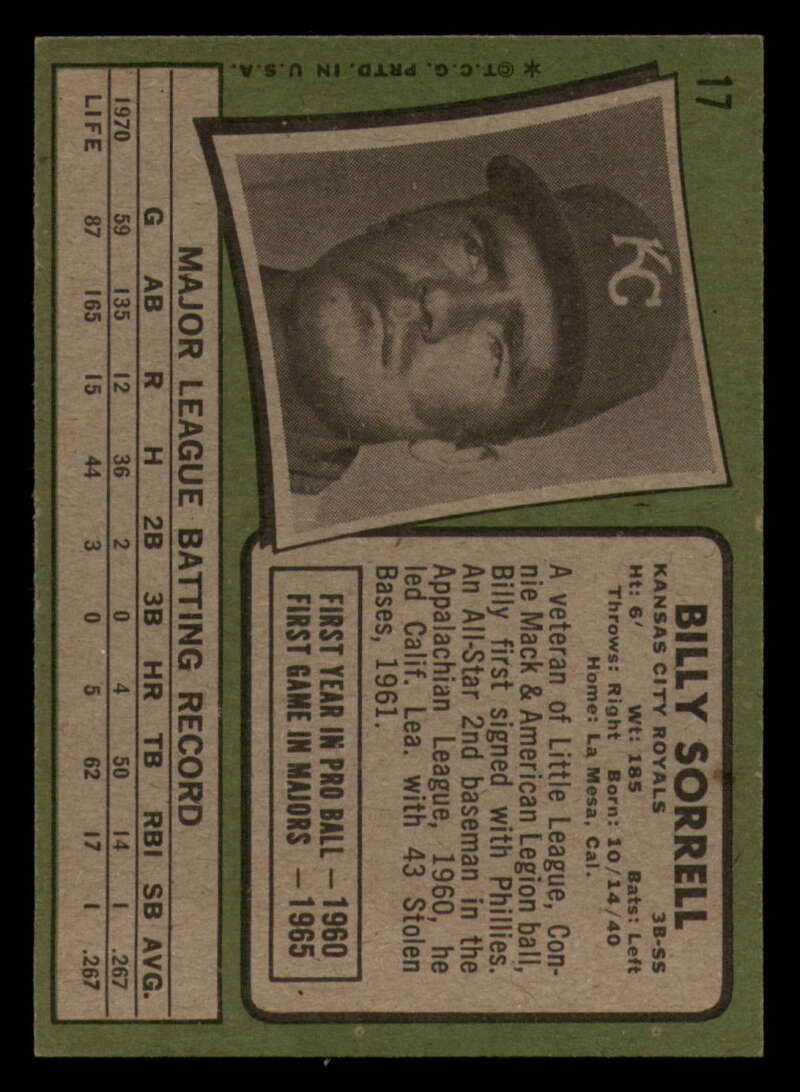 17
*©T.C.G. PRTD. IN U.S.A.
KC
BILLY SORRELL
KANSAS CITY ROYALS 3B-SS
Ht: 6' Wt: 185 Bats: Left
Throws: Right Born: 10/14/40
Home: La Mesa, Cal.
A veteran of Little League, Con-
nie Mack & American Legion ball,
Billy first signed with Phillies.
An All-Star 2nd baseman in the
Appalachian League, 1960, he
led Calif. Lea. with 43 Stolen
Bases, 1961.
FIRST YEAR IN PRO BALL — 1960
FIRST GAME IN MAJORS — 1965
MAJOR LEAGUE BATTING RECORD
G AB R H 2B 3B HR TB RBI SB AVG.
1970 59 135 12 36 2 0 4 50 14 1 .267
LIFE 87 165 15 44 3 0 5 62 17 1 .267